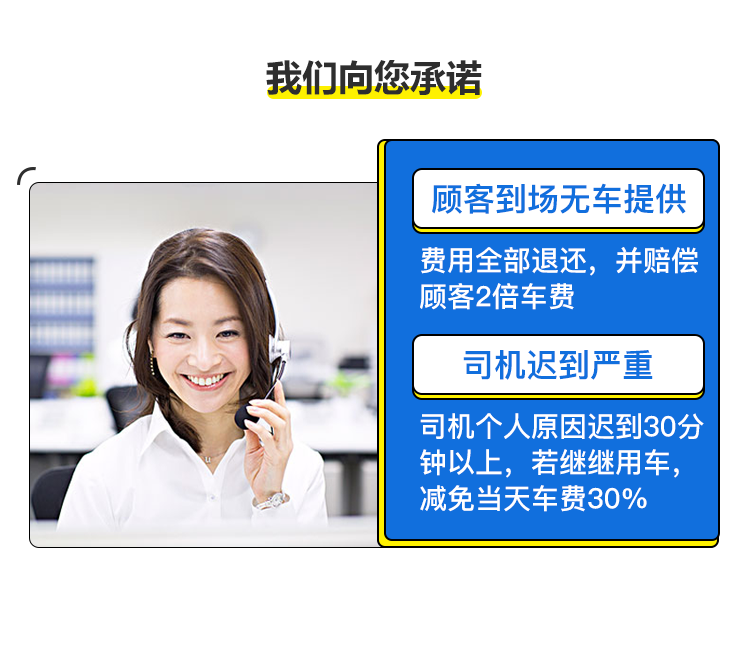 我们向您承诺
顾客到场无车提供
费用全部退还，并赔偿
顾客2倍车费
司机迟到严重
司机个人原因迟到30分
钟以上，若继继用车，
减免当天车费30%